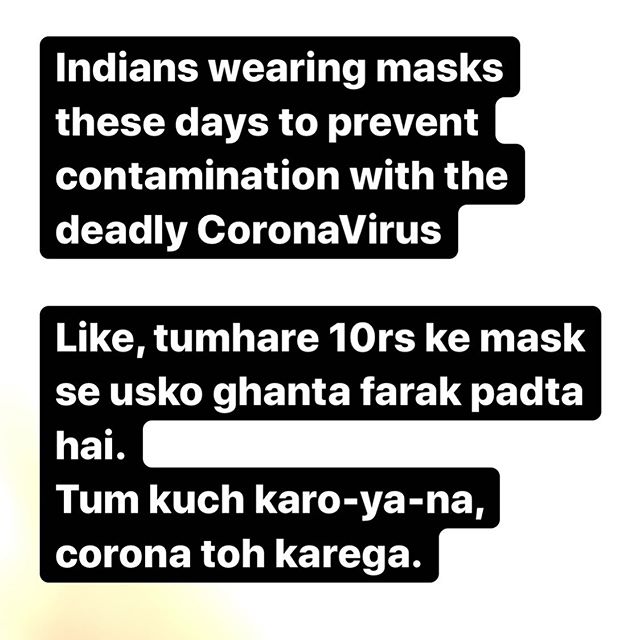 Indians wearing masks
these days to prevent
contamination with the
deadly CoronaVirus
Like, tumhare 10rs ke mask
se usko ghanta farak padta
hai.
Tum kuch karo-ya-na,
corona toh karega.